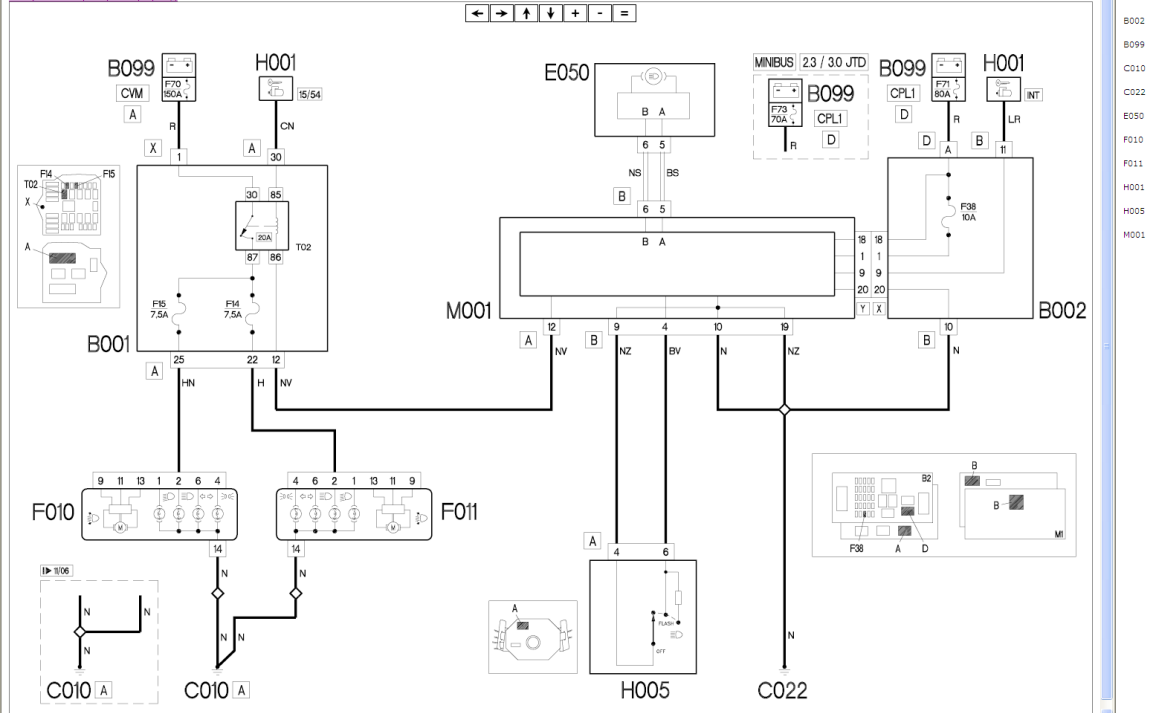 ← → ↑ ↓ + - =
B099
F70
150A
CVM
A
H001
15/54
R
CN
X
1
A
30
F14
F15
T02
X
A
30 85
20A
T02
87 86
F15
7,5A
F14
7,5A
B001
A
25 22 12
HN
H
NV
E050
B A
6 5
NS
BS
B
6 5
B A
M001
18 18
1 1
9 9
20 20
Y X
A
12
B
9 4 10 19
NV
NZ
BV
N
NZ
MINIBUS
2.3 / 3.0 JTD
B099
F73
70A
CPL1
D
R
B099
F71
80A
CPL1
D
H001
INT
R
LR
D
A
B
11
F38
10A
B002
B
10
N
9 11 13 1 2 6 4
F010
M
14
N
4 6 2 1 13 11 9
F011
M
14
N
N
N
11/06
N
N
N
C010 A
C010 A
A
4 6
FLASH
OFF
H005
A
N
C022
B2
F38
A
D
B
B
M1
B002
B099
C010
C022
E050
F010
F011
H001
H005
M001